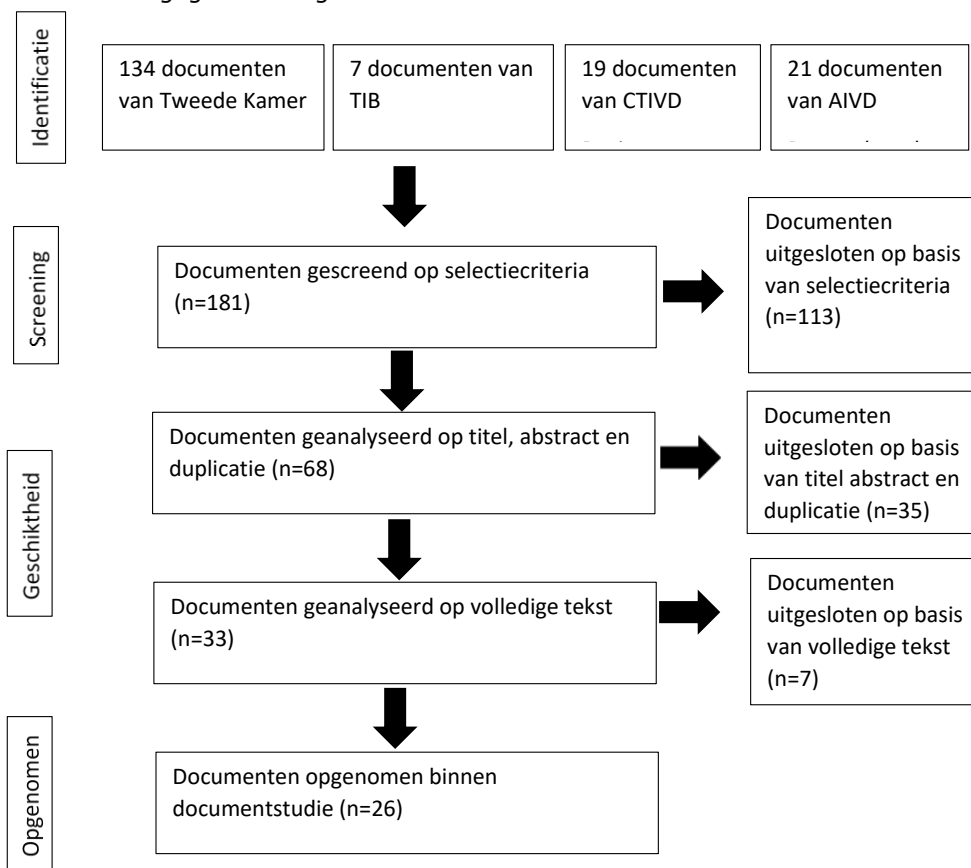 Identificatie
134 documenten
van Tweede Kamer
7 documenten van
TIB
19 documenten
van CTIVD
21 documenten
van AIVD
Screening
Documenten gescreend op selectiecriteria
(n=181)
Documenten
uitgesloten op basis
van selectiecriteria
(n=113)
Geschiktheid
Documenten geanalyseerd op titel, abstract en
duplicatie (n=68)
Documenten
uitgesloten op basis
van titel abstract en
duplicatie (n=35)
Documenten geanalyseerd op volledige tekst
(n=33)
Documenten
uitgesloten op basis
van volledige tekst
(n=7)
Opgenomen
Documenten opgenomen binnen
documentstudie (n=26)